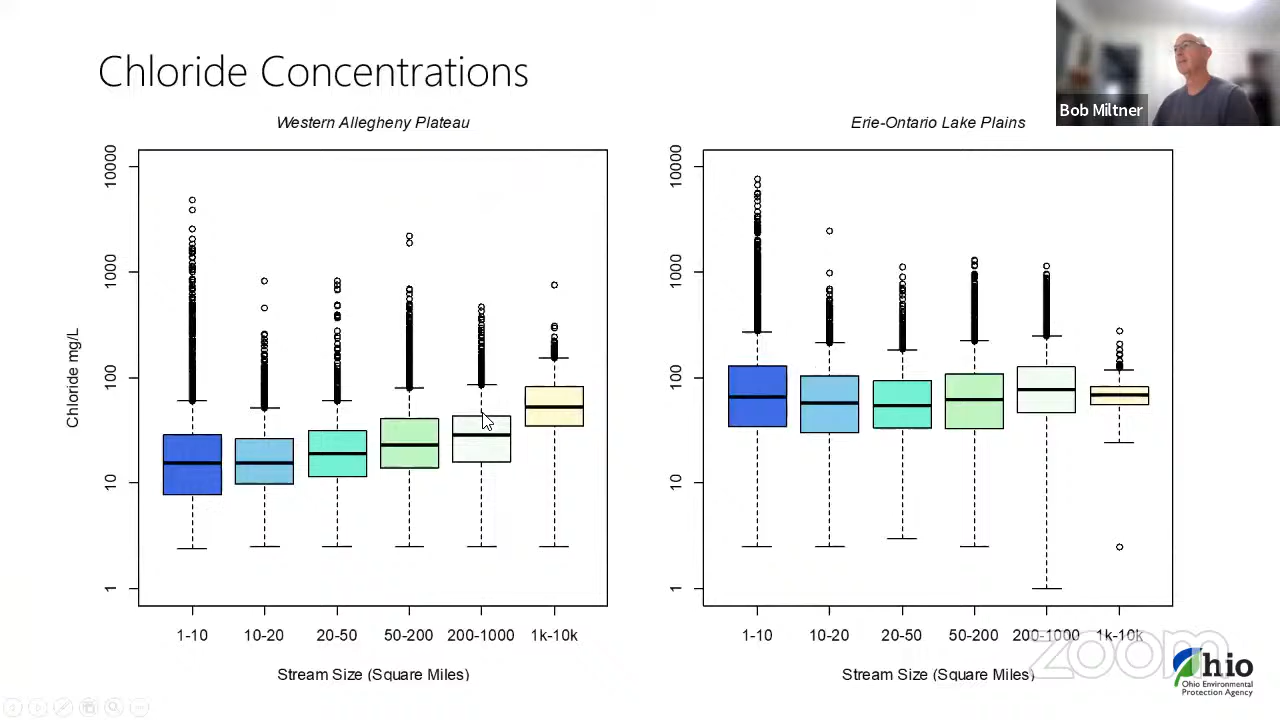 Chloride Concentrations
Bob Miltner
Western Allegheny Plateau
Erie-Ontario Lake Plains
Chloride mg/L
10000
1000
100
10
1
10000
1000
100
10
1
1-10 10-20 20-50 50-200 200-1000 1k-10k
1-10 10-20 20-50 50-200 200-1000 1k-10k
Stream Size (Square Miles)
Stream Size (Square Miles)
zoom
Ohio
Ohio Environmental
Protection Agency